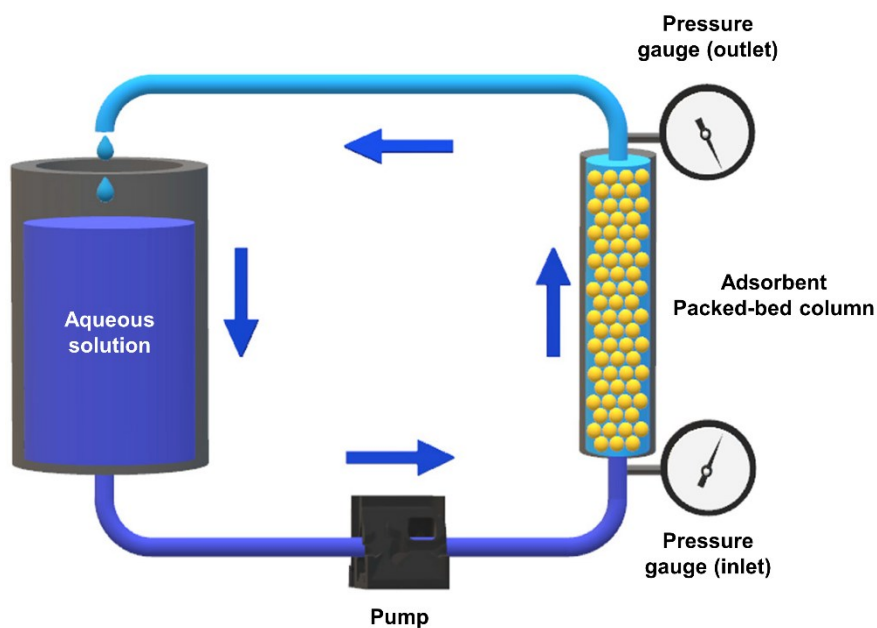 Pressure
gauge (outlet)
Aqueous
solution
Adsorbent
Packed-bed column
Pressure
gauge (inlet)
Pump